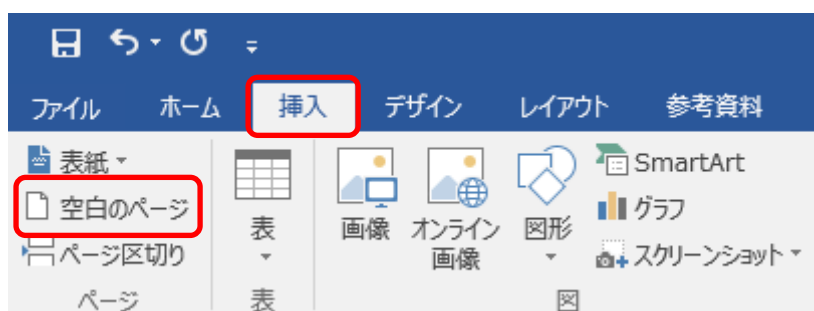 ファイル ホーム 挿入 デザイン レイアウト 参考資料
表紙
空白のページ
ページ区切り
ページ
表
表
画像
オンライン
画像
図形
SmartArt
グラフ
スクリーンショット
図